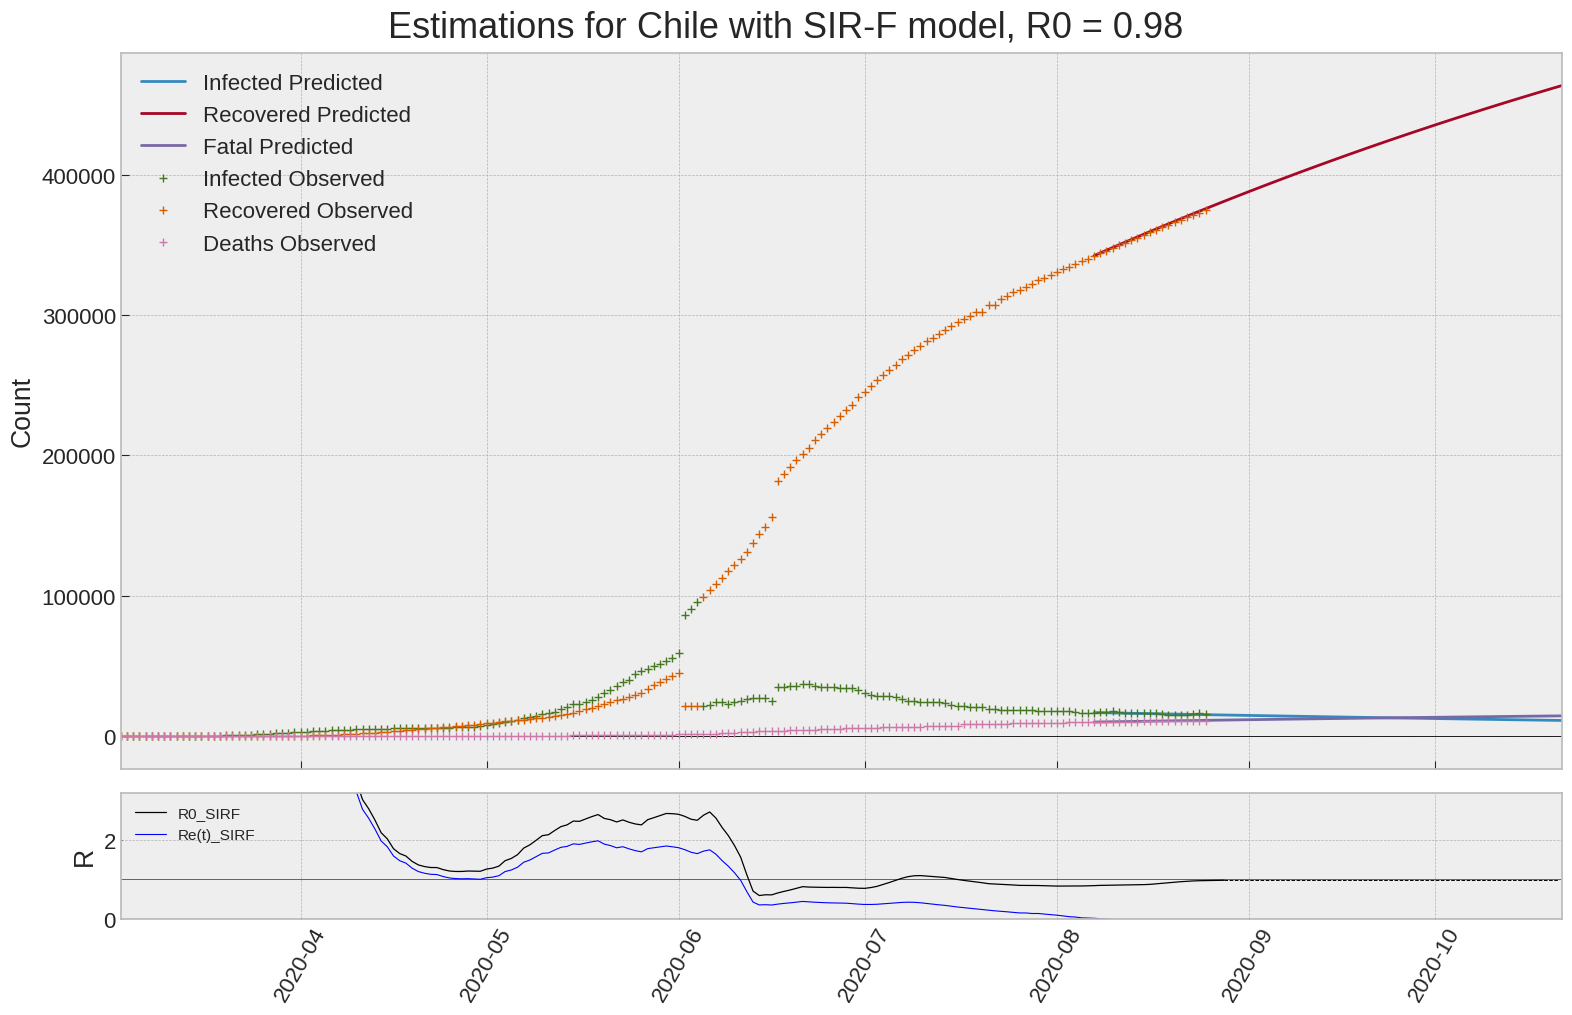 Estimations for Chile with SIR-F model, R0 = 0.98
Infected Predicted
Recovered Predicted
Fatal Predicted
Infected Observed
Recovered Observed
Deaths Observed
400000
300000
200000
100000
0
Count
R0_SIRF
Re(t)_SIRF
2
0
R
2020-04
2020-05
2020-06
2020-07
2020-08
2020-09
2020-10